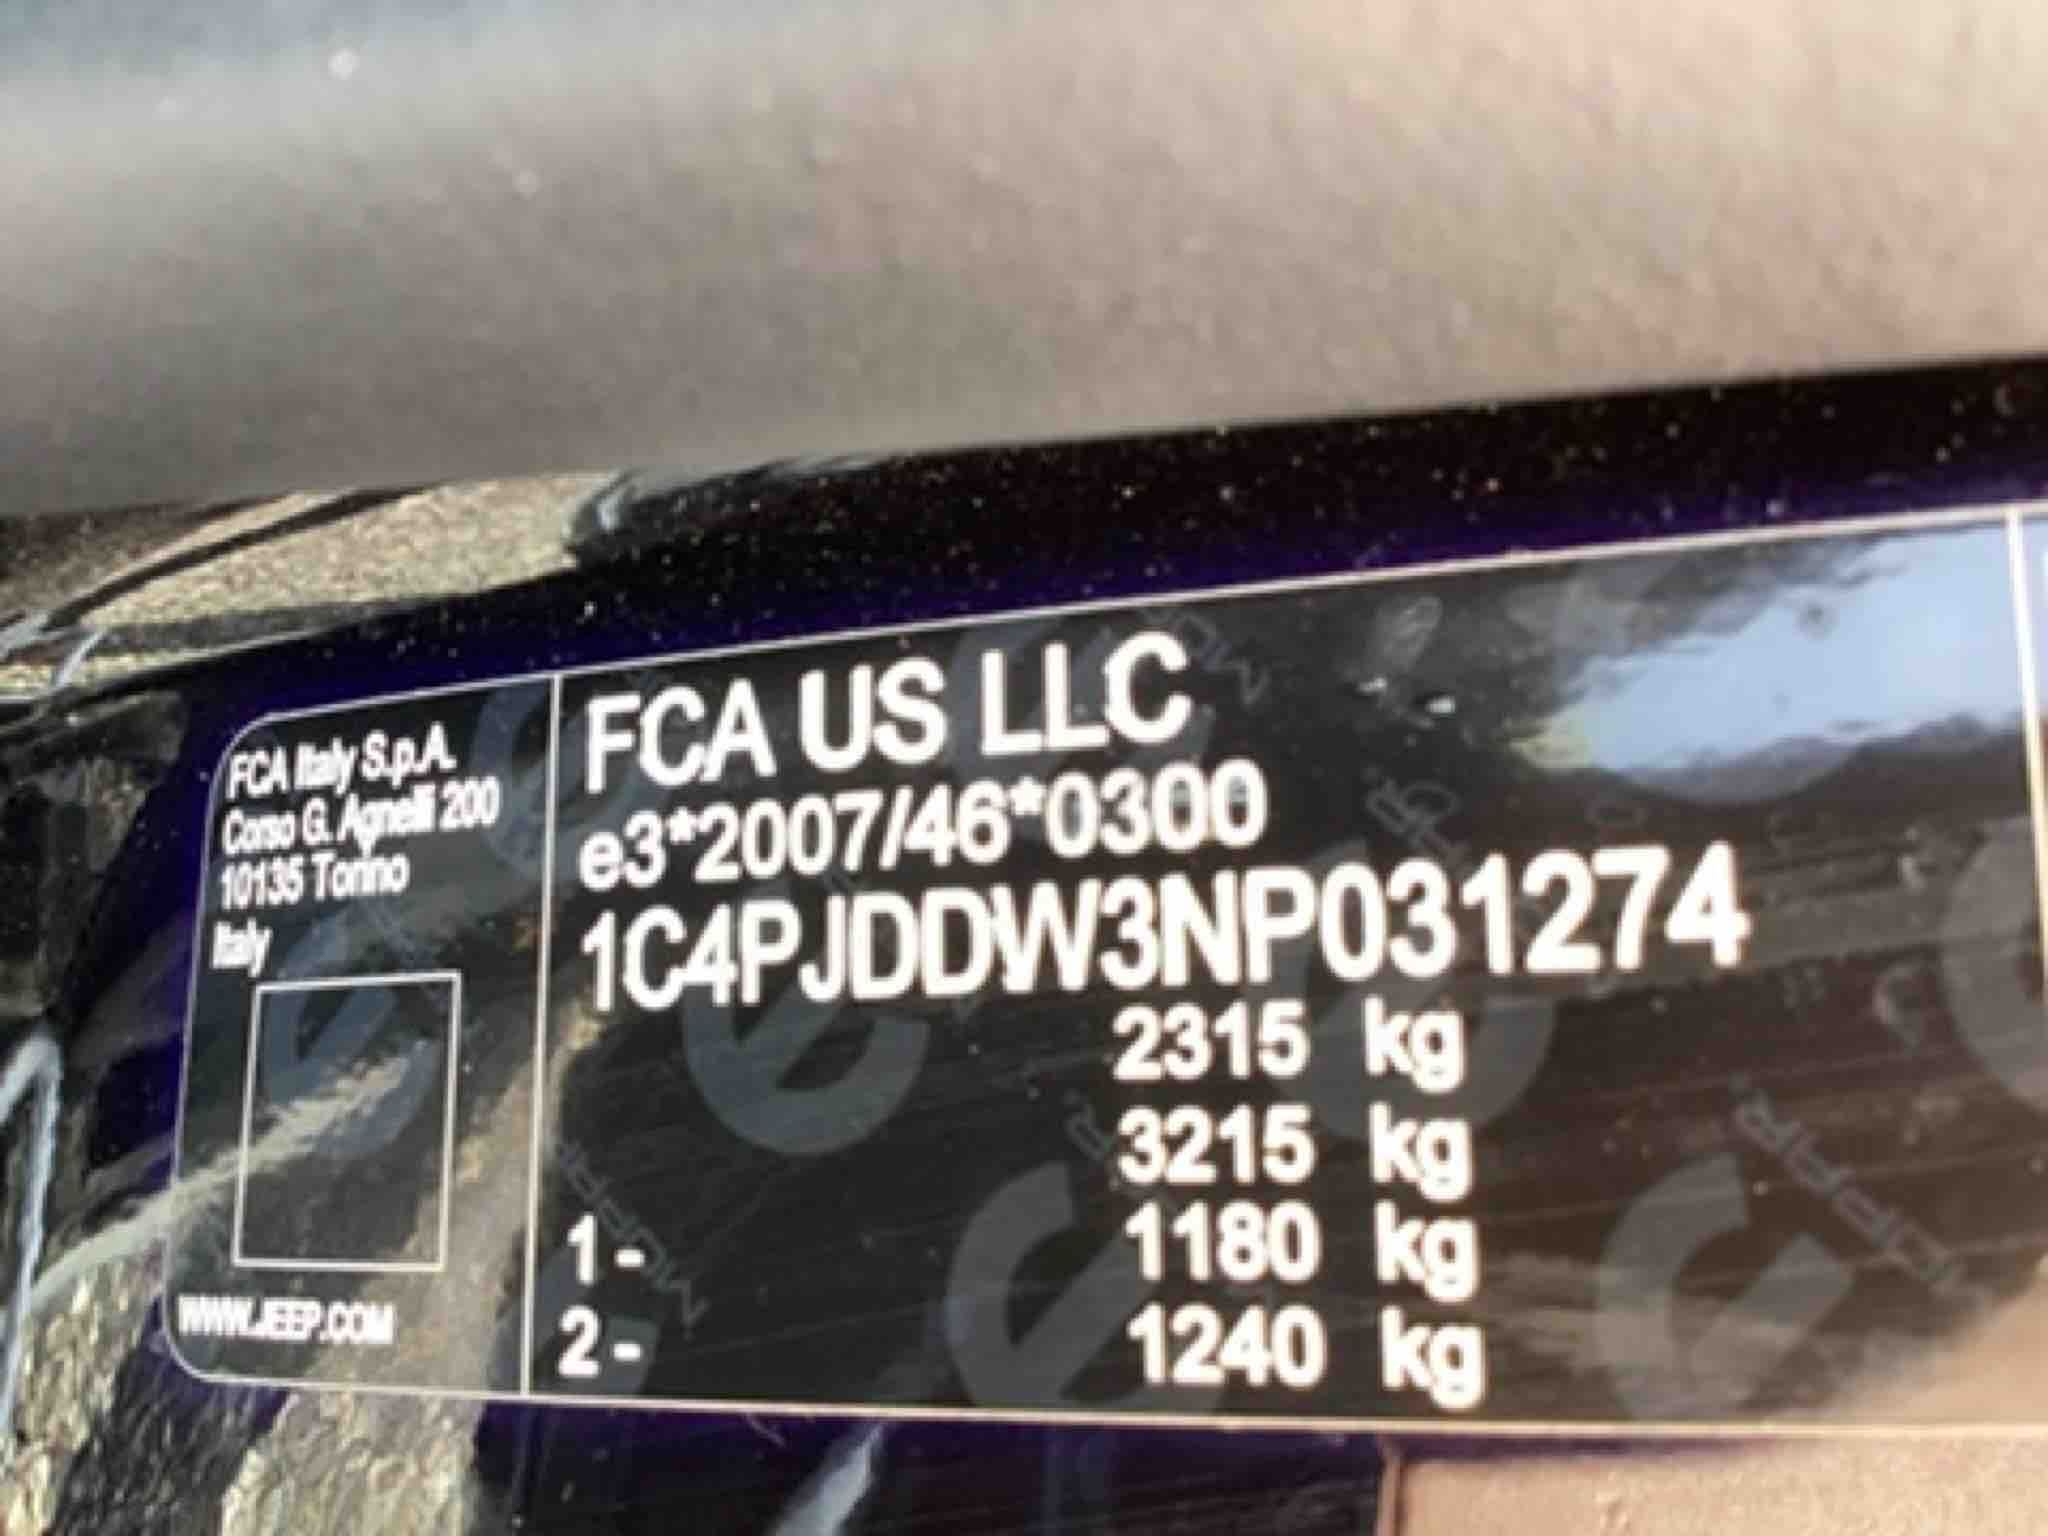 FCA Italy S.p.A.
Corso G. Agnelli 200
10135 Torino
Italy
WWW.JEEP.COM
FCA US LLC
e3*2007/46*0300
1C4PJDDW3NP031274
2315 kg
3215 kg
1- 1180 kg
2- 1240 kg